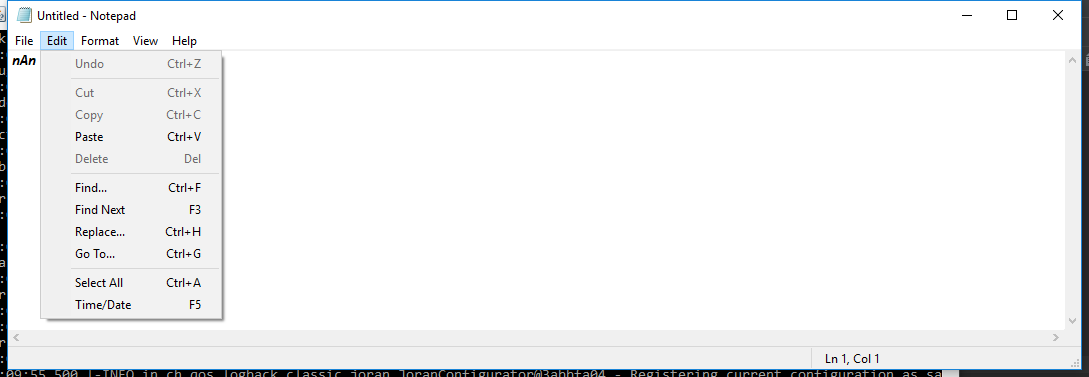 Untitled - Notepad
File Edit Format View Help
nAn
Undo Ctrl+Z
Cut Ctrl+X
Copy Ctrl+C
Paste Ctrl+V
Delete Del
Find... Ctrl+F
Find Next F3
Replace... Ctrl+H
Go To... Ctrl+G
Select All Ctrl+A
Time/Date F5
Ln 1, Col 1
:09:55,500 |-INFO in ch.qos.logback.classic.joran.JoranConfigurator@3abbfa04 - Registering current configuration as sa